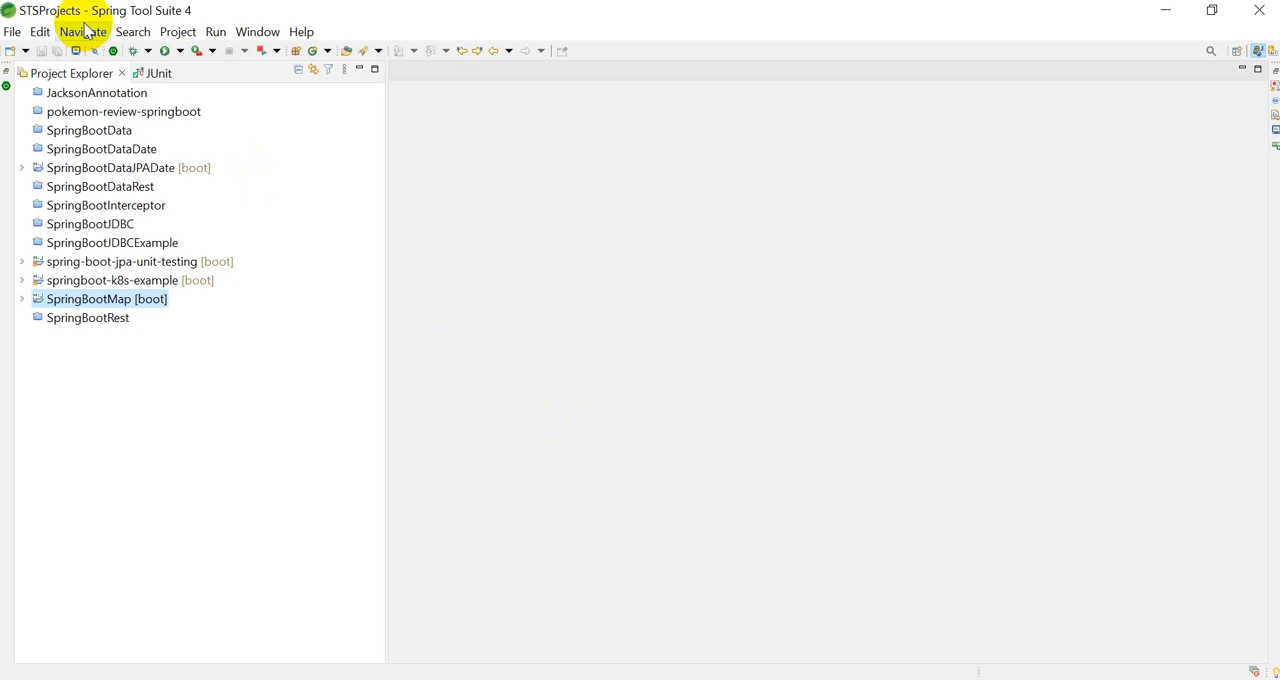 STSProjects - Spring Tool Suite 4
File Edit Navigate Search Project Run Window Help
Project Explorer JUnit
JacksonAnnotation
pokemon-review-springboot
SpringBootData
SpringBootDataDate
SpringBootDataJPADate [boot]
SpringBootDataRest
SpringBootInterceptor
SpringBootJDBC
SpringBootJDBCExample
spring-boot-jpa-unit-testing [boot]
springboot-k8s-example [boot]
SpringBootMap [boot]
SpringBootRest